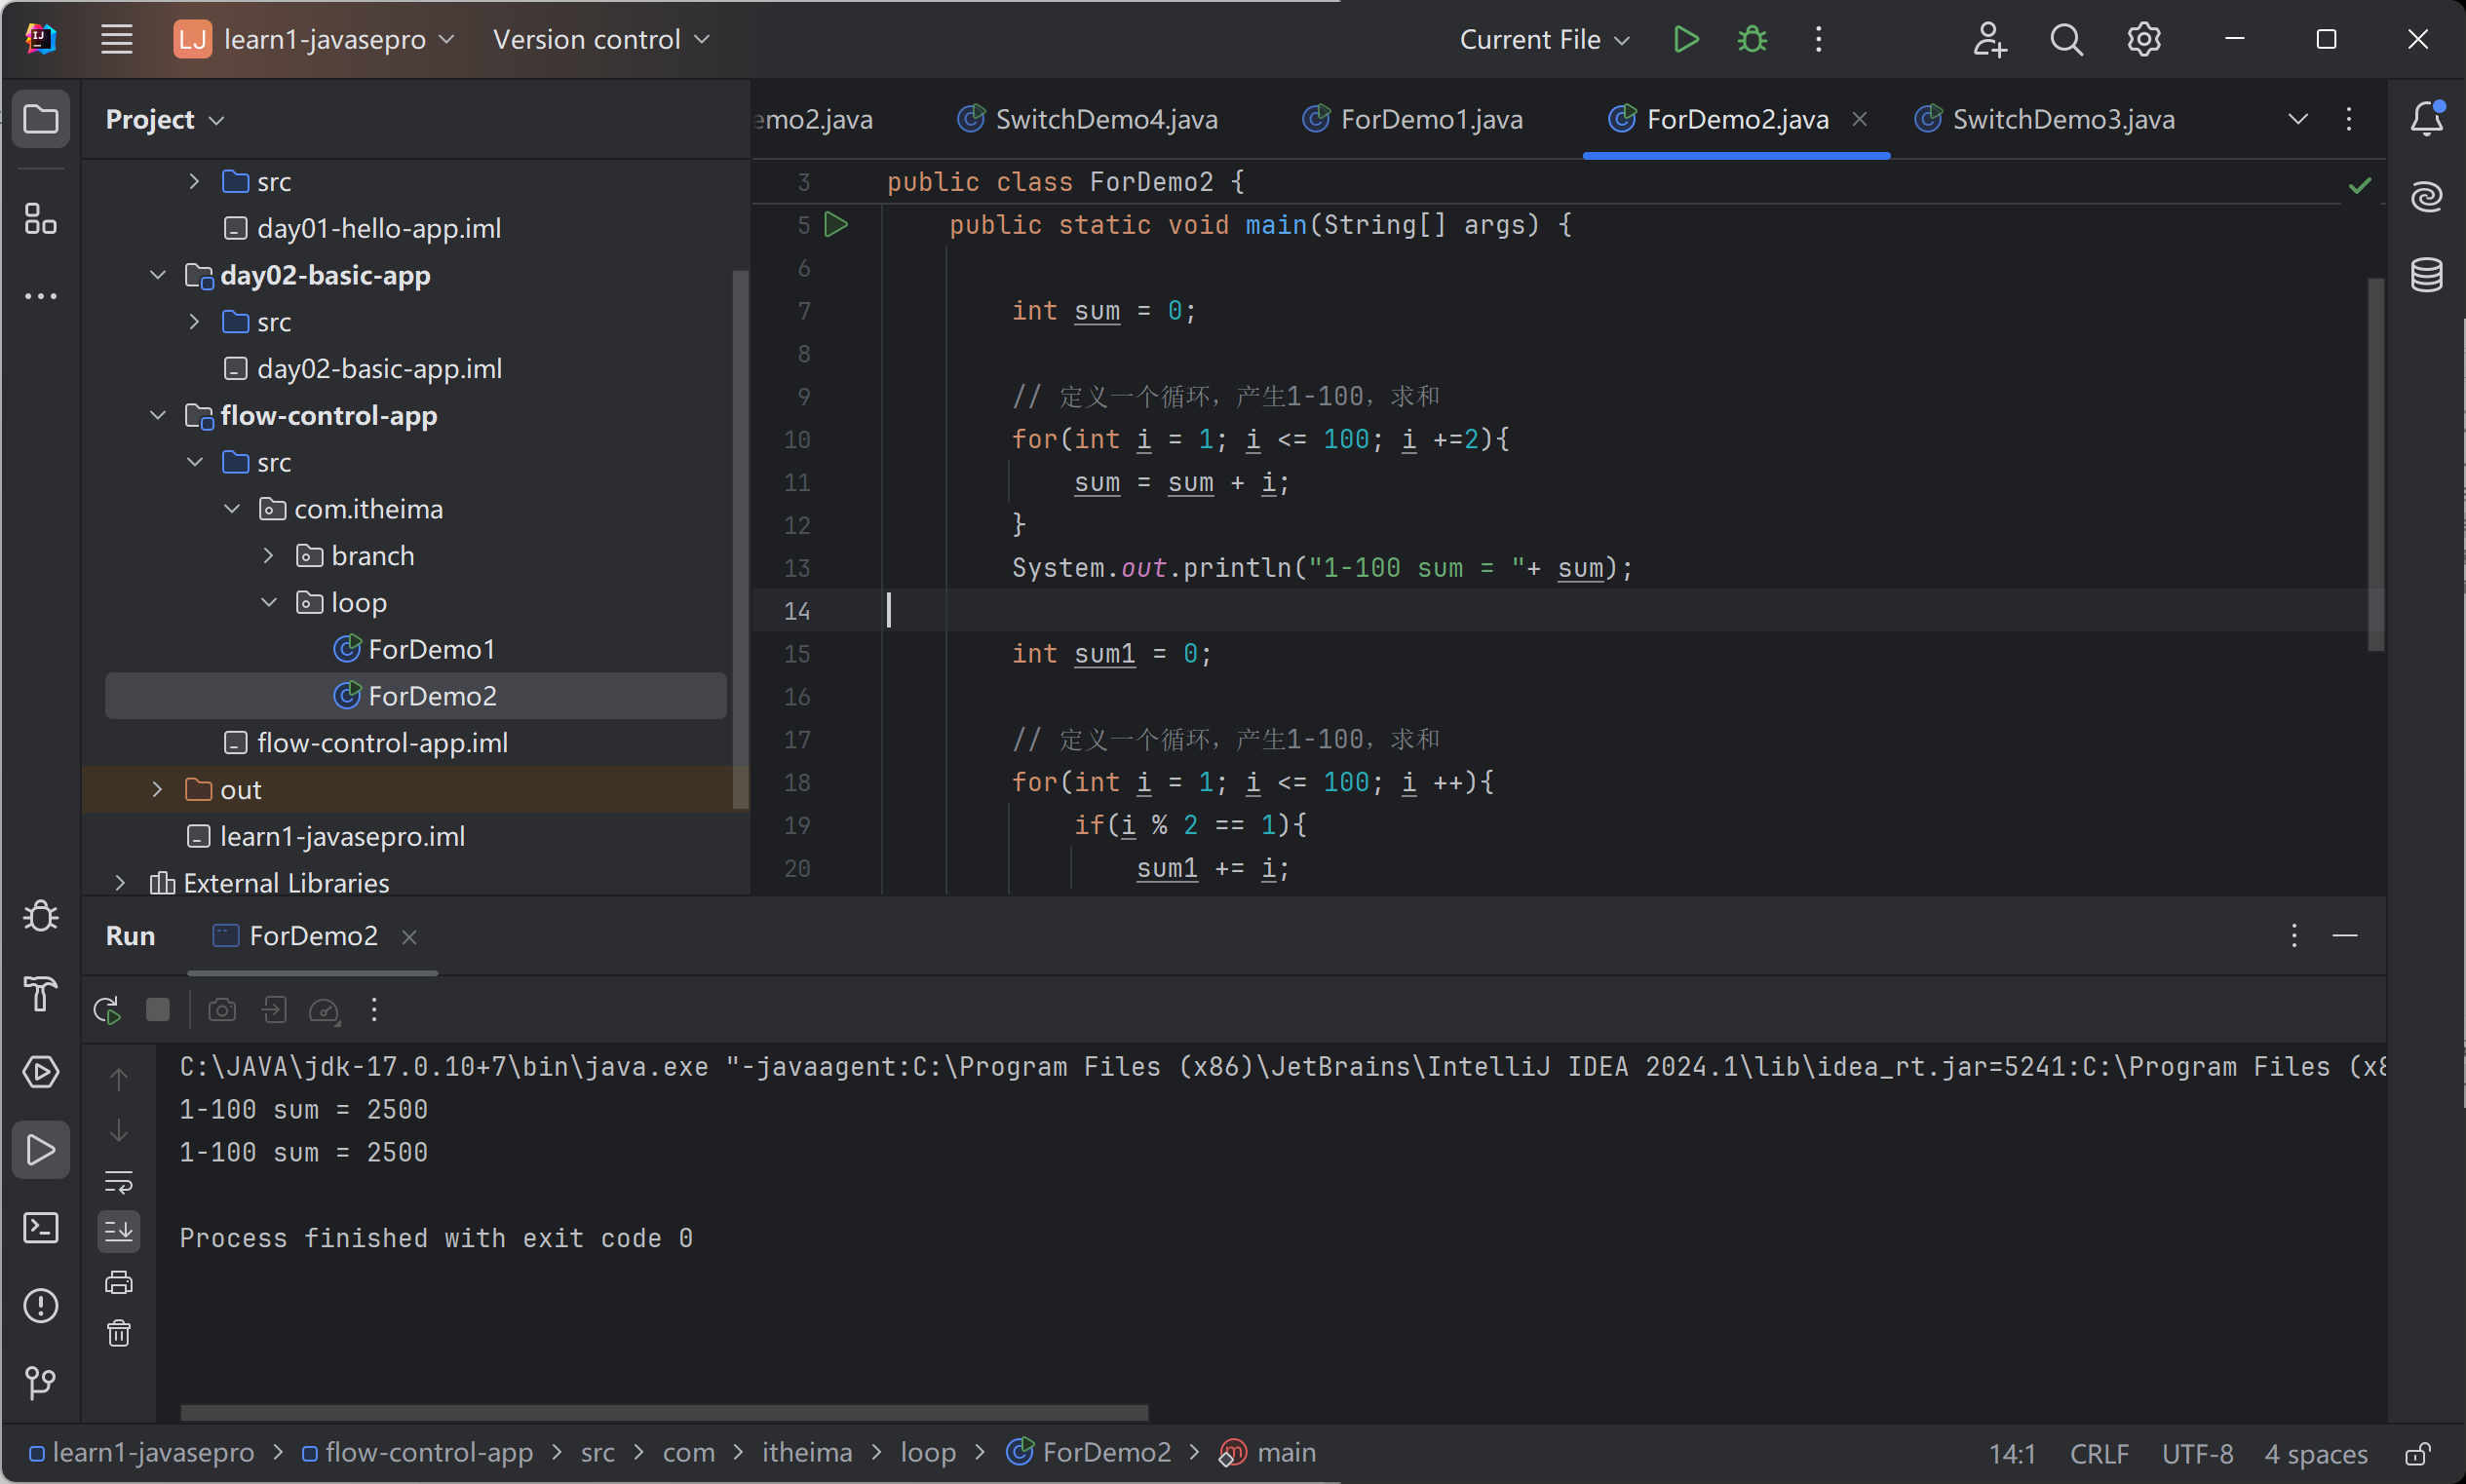 LJ learn1-javasepro Version control Current File
Project
src
day01-hello-app.iml
day02-basic-app
src
day02-basic-app.iml
flow-control-app
src
com.itheima
branch
loop
ForDemo1
ForDemo2
flow-control-app.iml
out
learn1-javasepro.iml
External Libraries
emo2.java SwitchDemo4.java ForDemo1.java ForDemo2.java SwitchDemo3.java
3 public class ForDemo2 {
5 public static void main(String[] args) {
6
7 int sum = 0;
8
9 // 定义一个循环，产生1-100，求和
10 for(int i = 1; i <= 100; i +=2){
11 sum = sum + i;
12 }
13 System.out.println("1-100 sum = "+ sum);
14
15 int sum1 = 0;
16
17 // 定义一个循环，产生1-100，求和
18 for(int i = 1; i <= 100; i ++){
19 if(i % 2 == 1){
20 sum1 += i;
Run ForDemo2
C:\JAVA\jdk-17.0.10+7\bin\java.exe "-javaagent:C:\Program Files (x86)\JetBrains\IntelliJ IDEA 2024.1\lib\idea_rt.jar=5241:C:\Program Files (x8
1-100 sum = 2500
1-100 sum = 2500
Process finished with exit code 0
learn1-javasepro > flow-control-app > src > com > itheima > loop > ForDemo2 > main 14:1 CRLF UTF-8 4 spaces